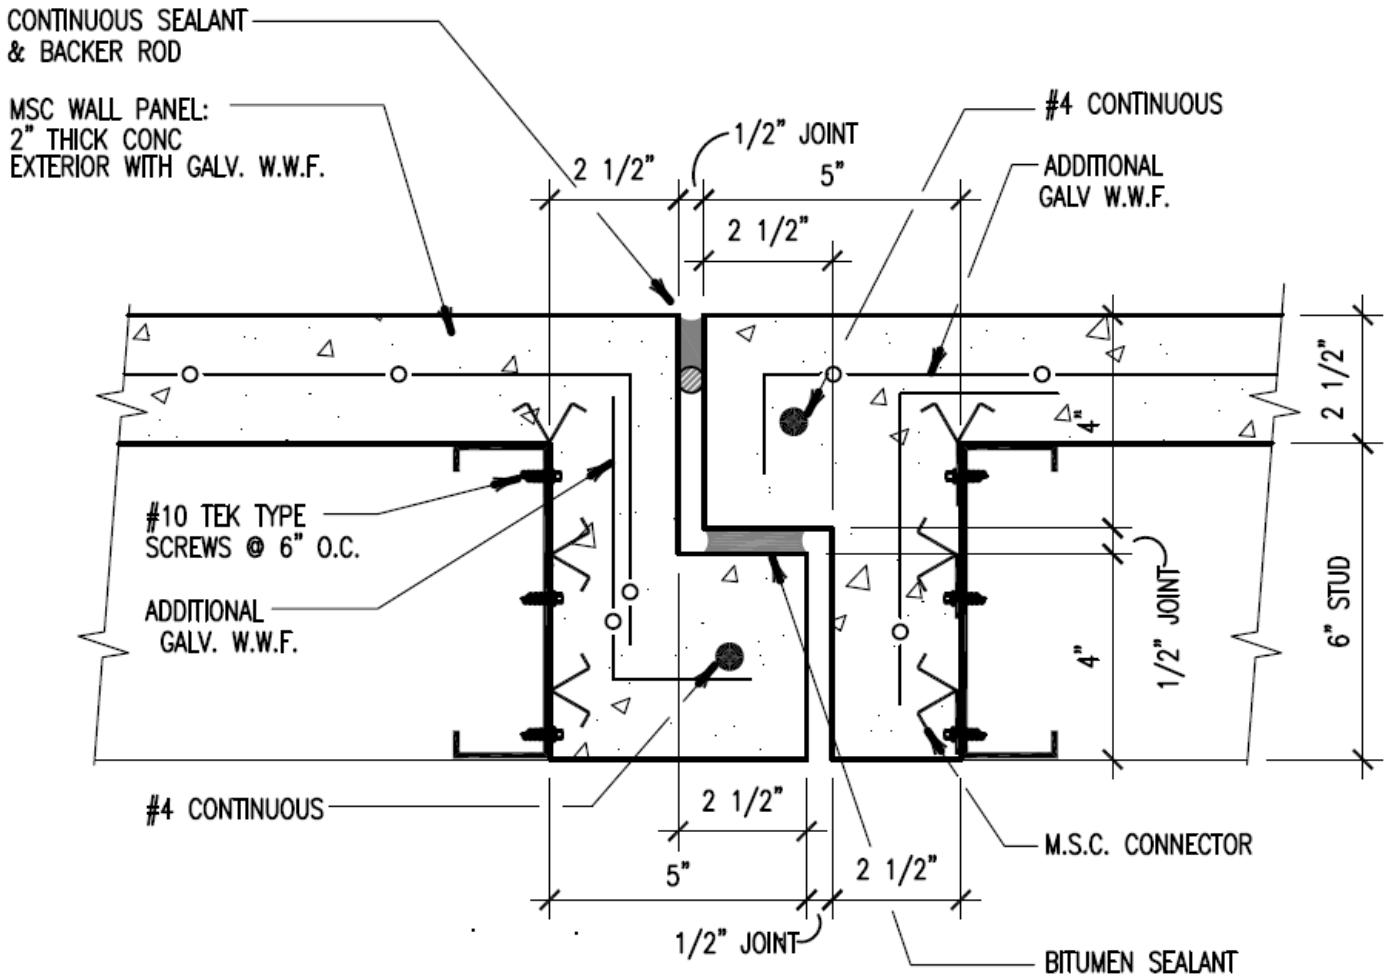 CONTINUOUS SEALANT
& BACKER ROD
MSC WALL PANEL:
2" THICK CONC
EXTERIOR WITH GALV. W.W.F.
#4 CONTINUOUS
1/2" JOINT
2 1/2"
5"
ADDITIONAL
GALV W.W.F.
2 1/2"
2 1/2"
4"
#10 TEK TYPE
SCREWS @ 6" O.C.
ADDITIONAL
GALV. W.W.F.
1/2" JOINT
6" STUD
4"
#4 CONTINUOUS
2 1/2"
M.S.C. CONNECTOR
5"
2 1/2"
1/2" JOINT
BITUMEN SEALANT